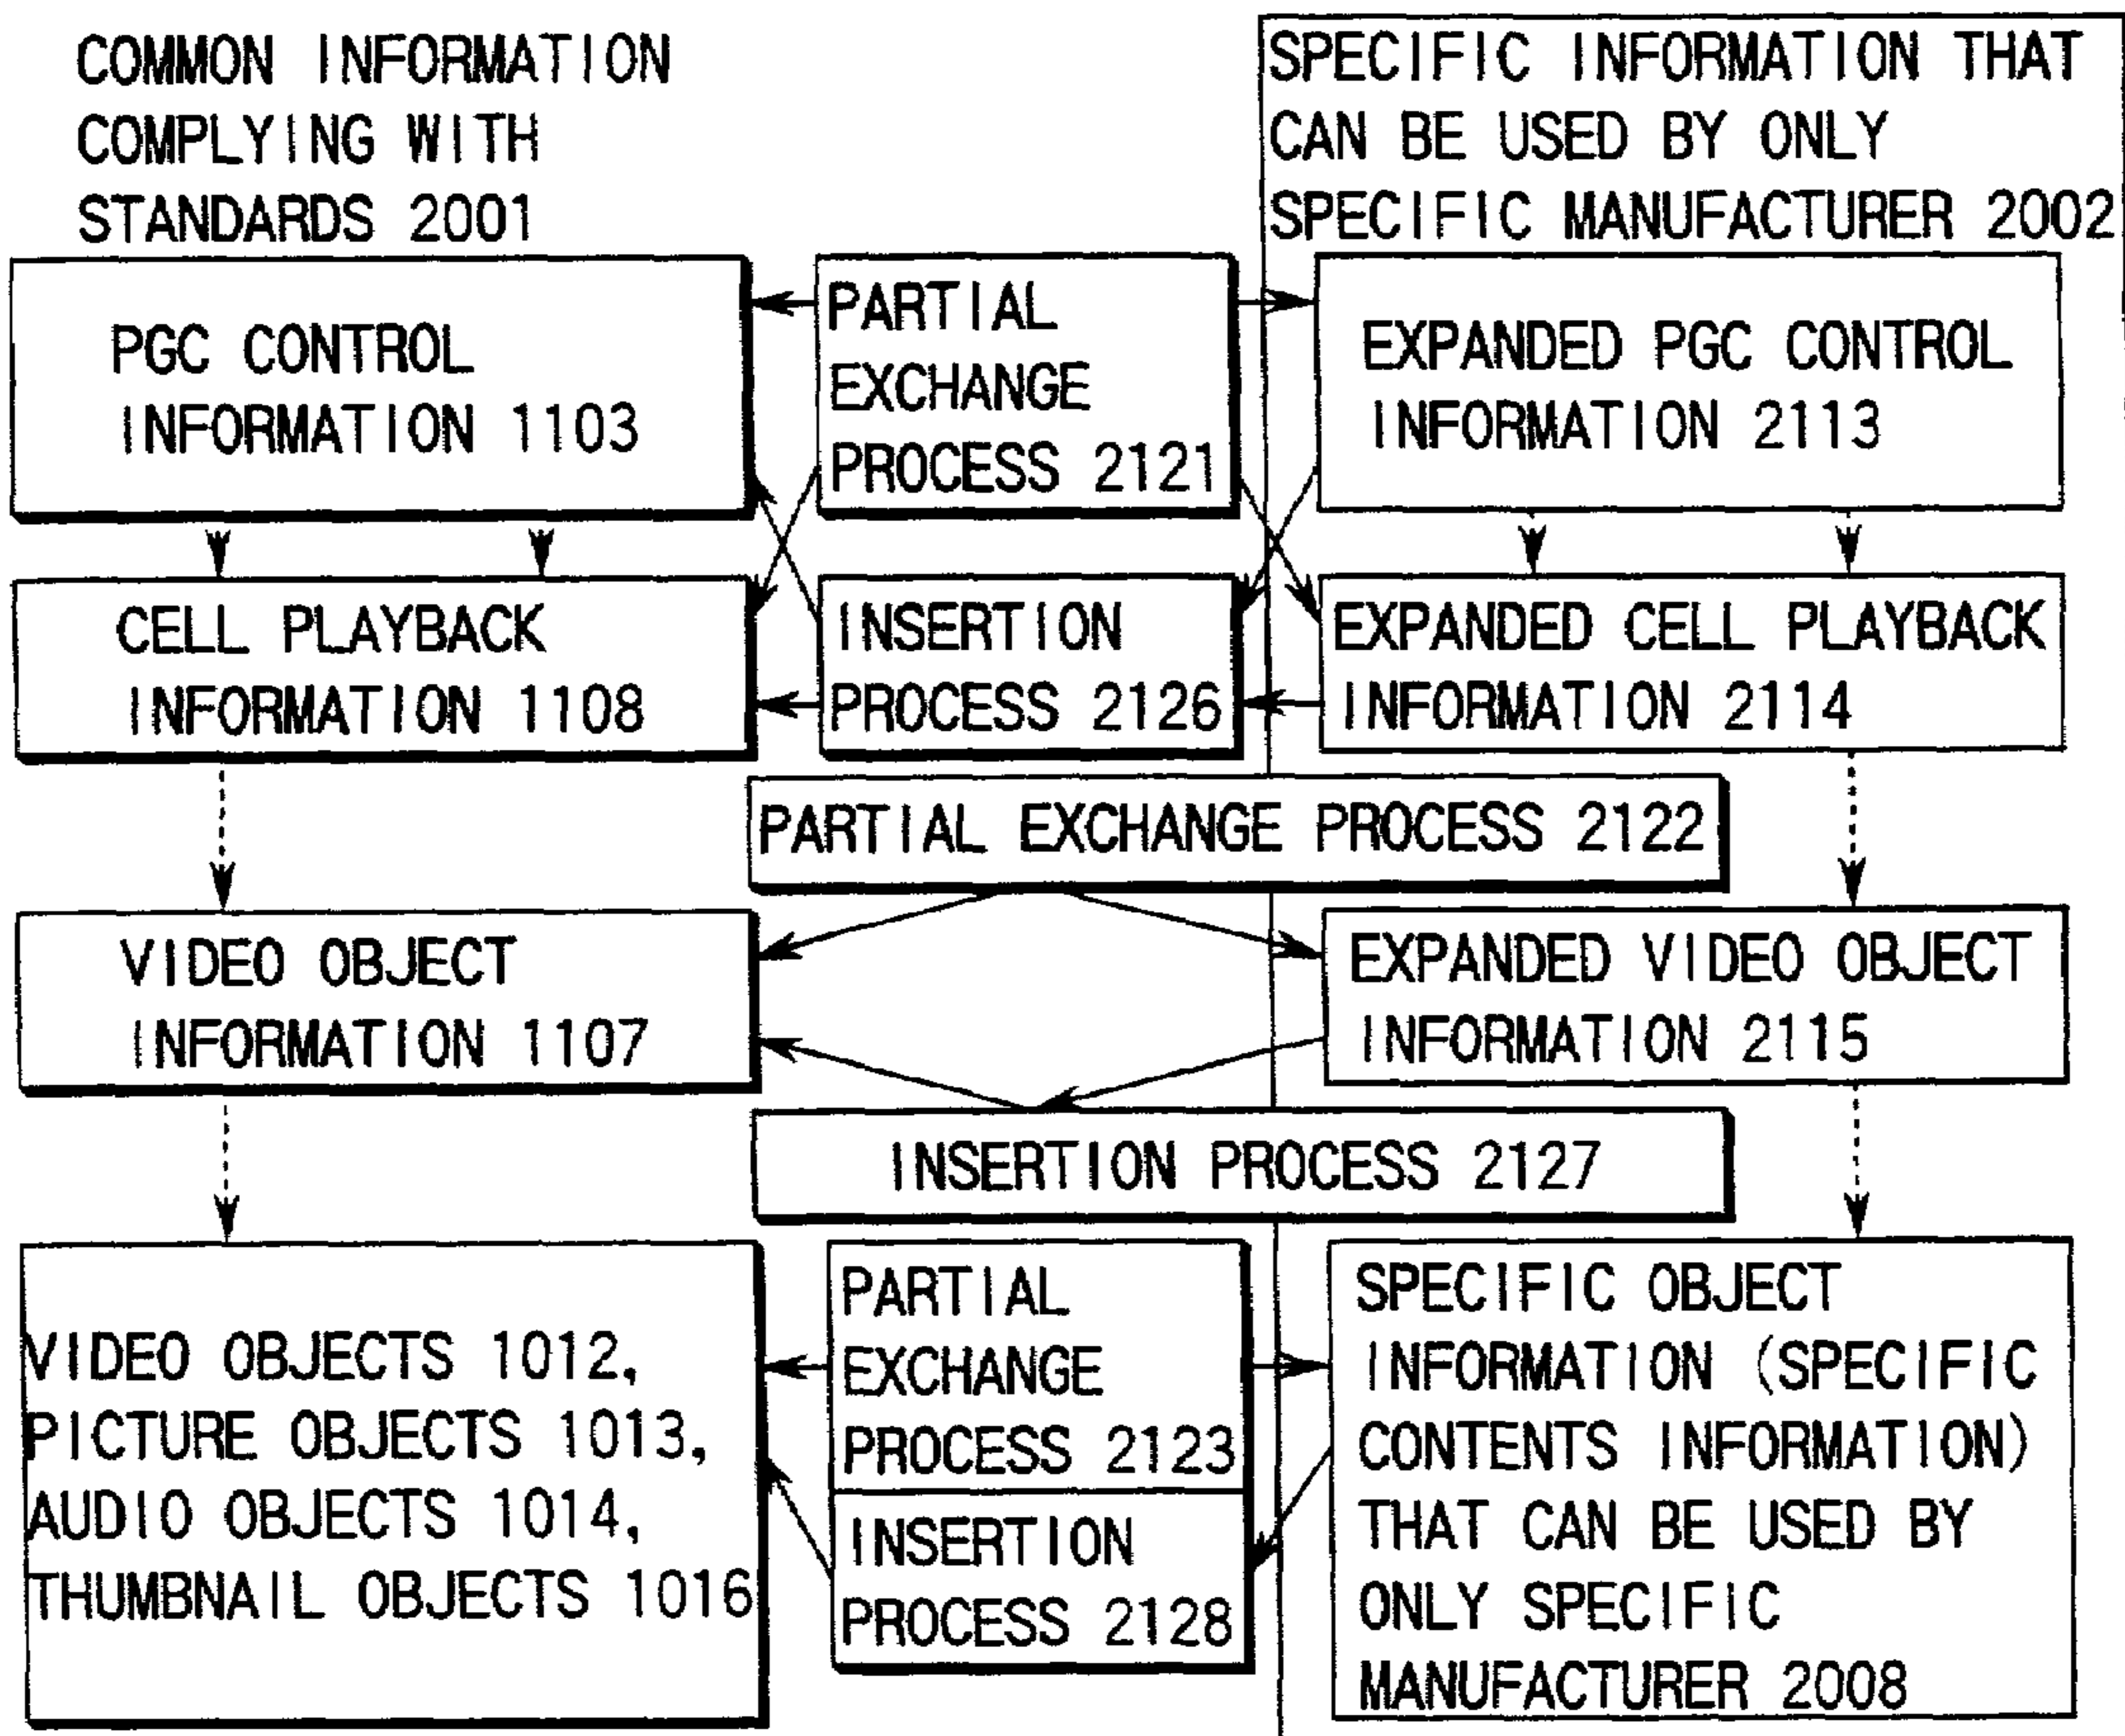 COMMON INFORMATION
COMPLYING WITH
STANDARDS 2001
SPECIFIC INFORMATION THAT
CAN BE USED BY ONLY
SPECIFIC MANUFACTURER 2002
PGC CONTROL
INFORMATION 1103
PARTIAL
EXCHANGE
PROCESS 2121
EXPANDED PGC CONTROL
INFORMATION 2113
CELL PLAYBACK
INFORMATION 1108
INSERTION
PROCESS 2126
EXPANDED CELL PLAYBACK
INFORMATION 2114
PARTIAL EXCHANGE PROCESS 2122
VIDEO OBJECT
INFORMATION 1107
EXPANDED VIDEO OBJECT
INFORMATION 2115
INSERTION PROCESS 2127
VIDEO OBJECTS 1012,
PICTURE OBJECTS 1013,
AUDIO OBJECTS 1014,
THUMBNAIL OBJECTS 1016
PARTIAL
EXCHANGE
PROCESS 2123
INSERTION
PROCESS 2128
SPECIFIC OBJECT
INFORMATION (SPECIFIC
CONTENTS INFORMATION)
THAT CAN BE USED BY
ONLY SPECIFIC
MANUFACTURER 2008